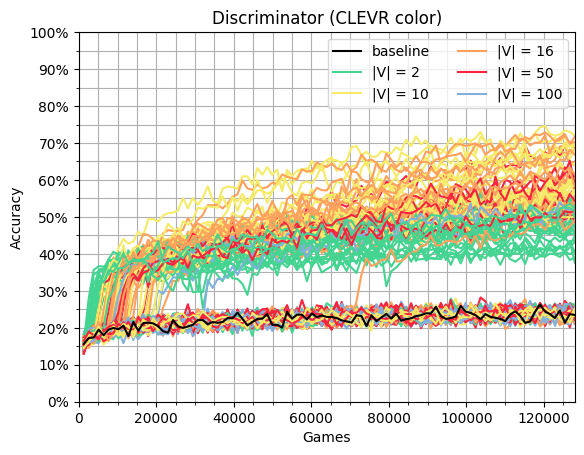 Discriminator (CLEVR color)
100%
90%
80%
70%
60%
50%
40%
30%
20%
10%
0%
Accuracy
baseline
|V| = 2
|V| = 10
|V| = 16
|V| = 50
|V| = 100
0 20000 40000 60000 80000 100000 120000
Games